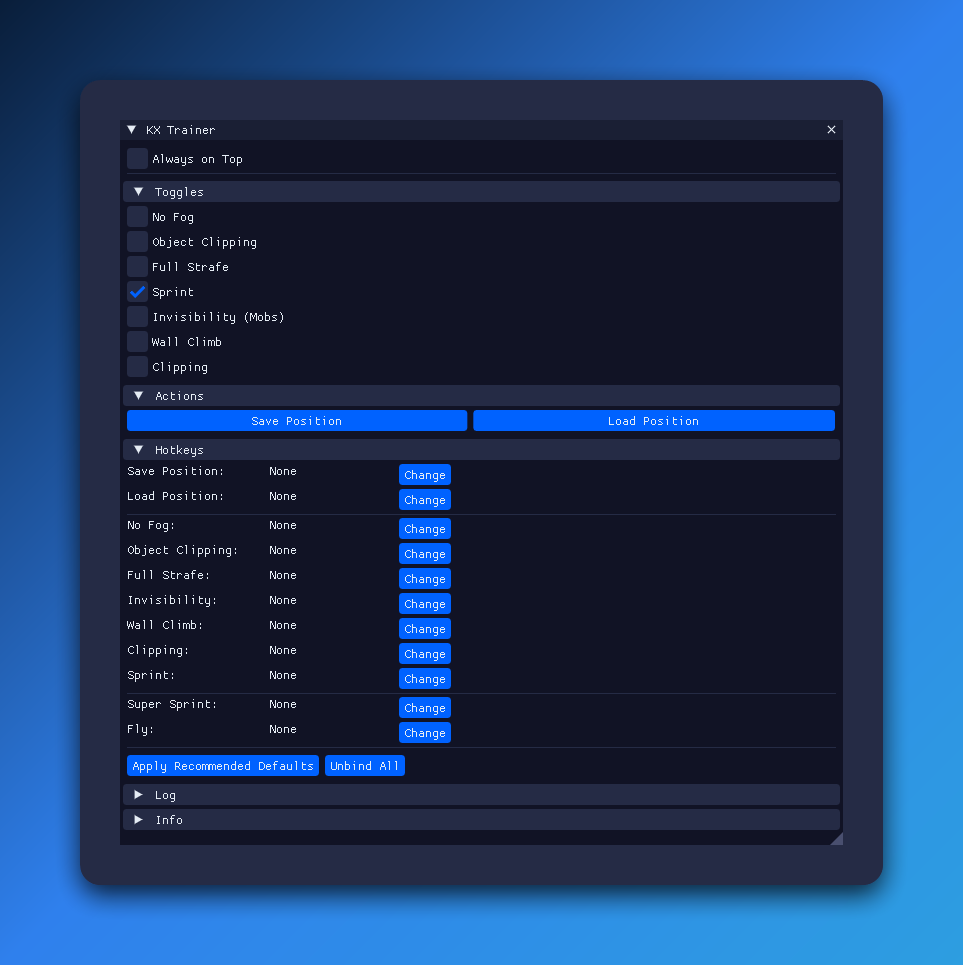 KX Trainer
Always on Top
Toggles
No Fog
Object Clipping
Full Strafe
Sprint
Invisibility (Mobs)
Wall Climb
Clipping
Actions
Save Position Load Position
Hotkeys
Save Position: None Change
Load Position: None Change
No Fog: None Change
Object Clipping: None Change
Full Strafe: None Change
Invisibility: None Change
Wall Climb: None Change
Clipping: None Change
Sprint: None Change
Super Sprint: None Change
Fly: None Change
Apply Recommended Defaults Unbind All
Log
Info